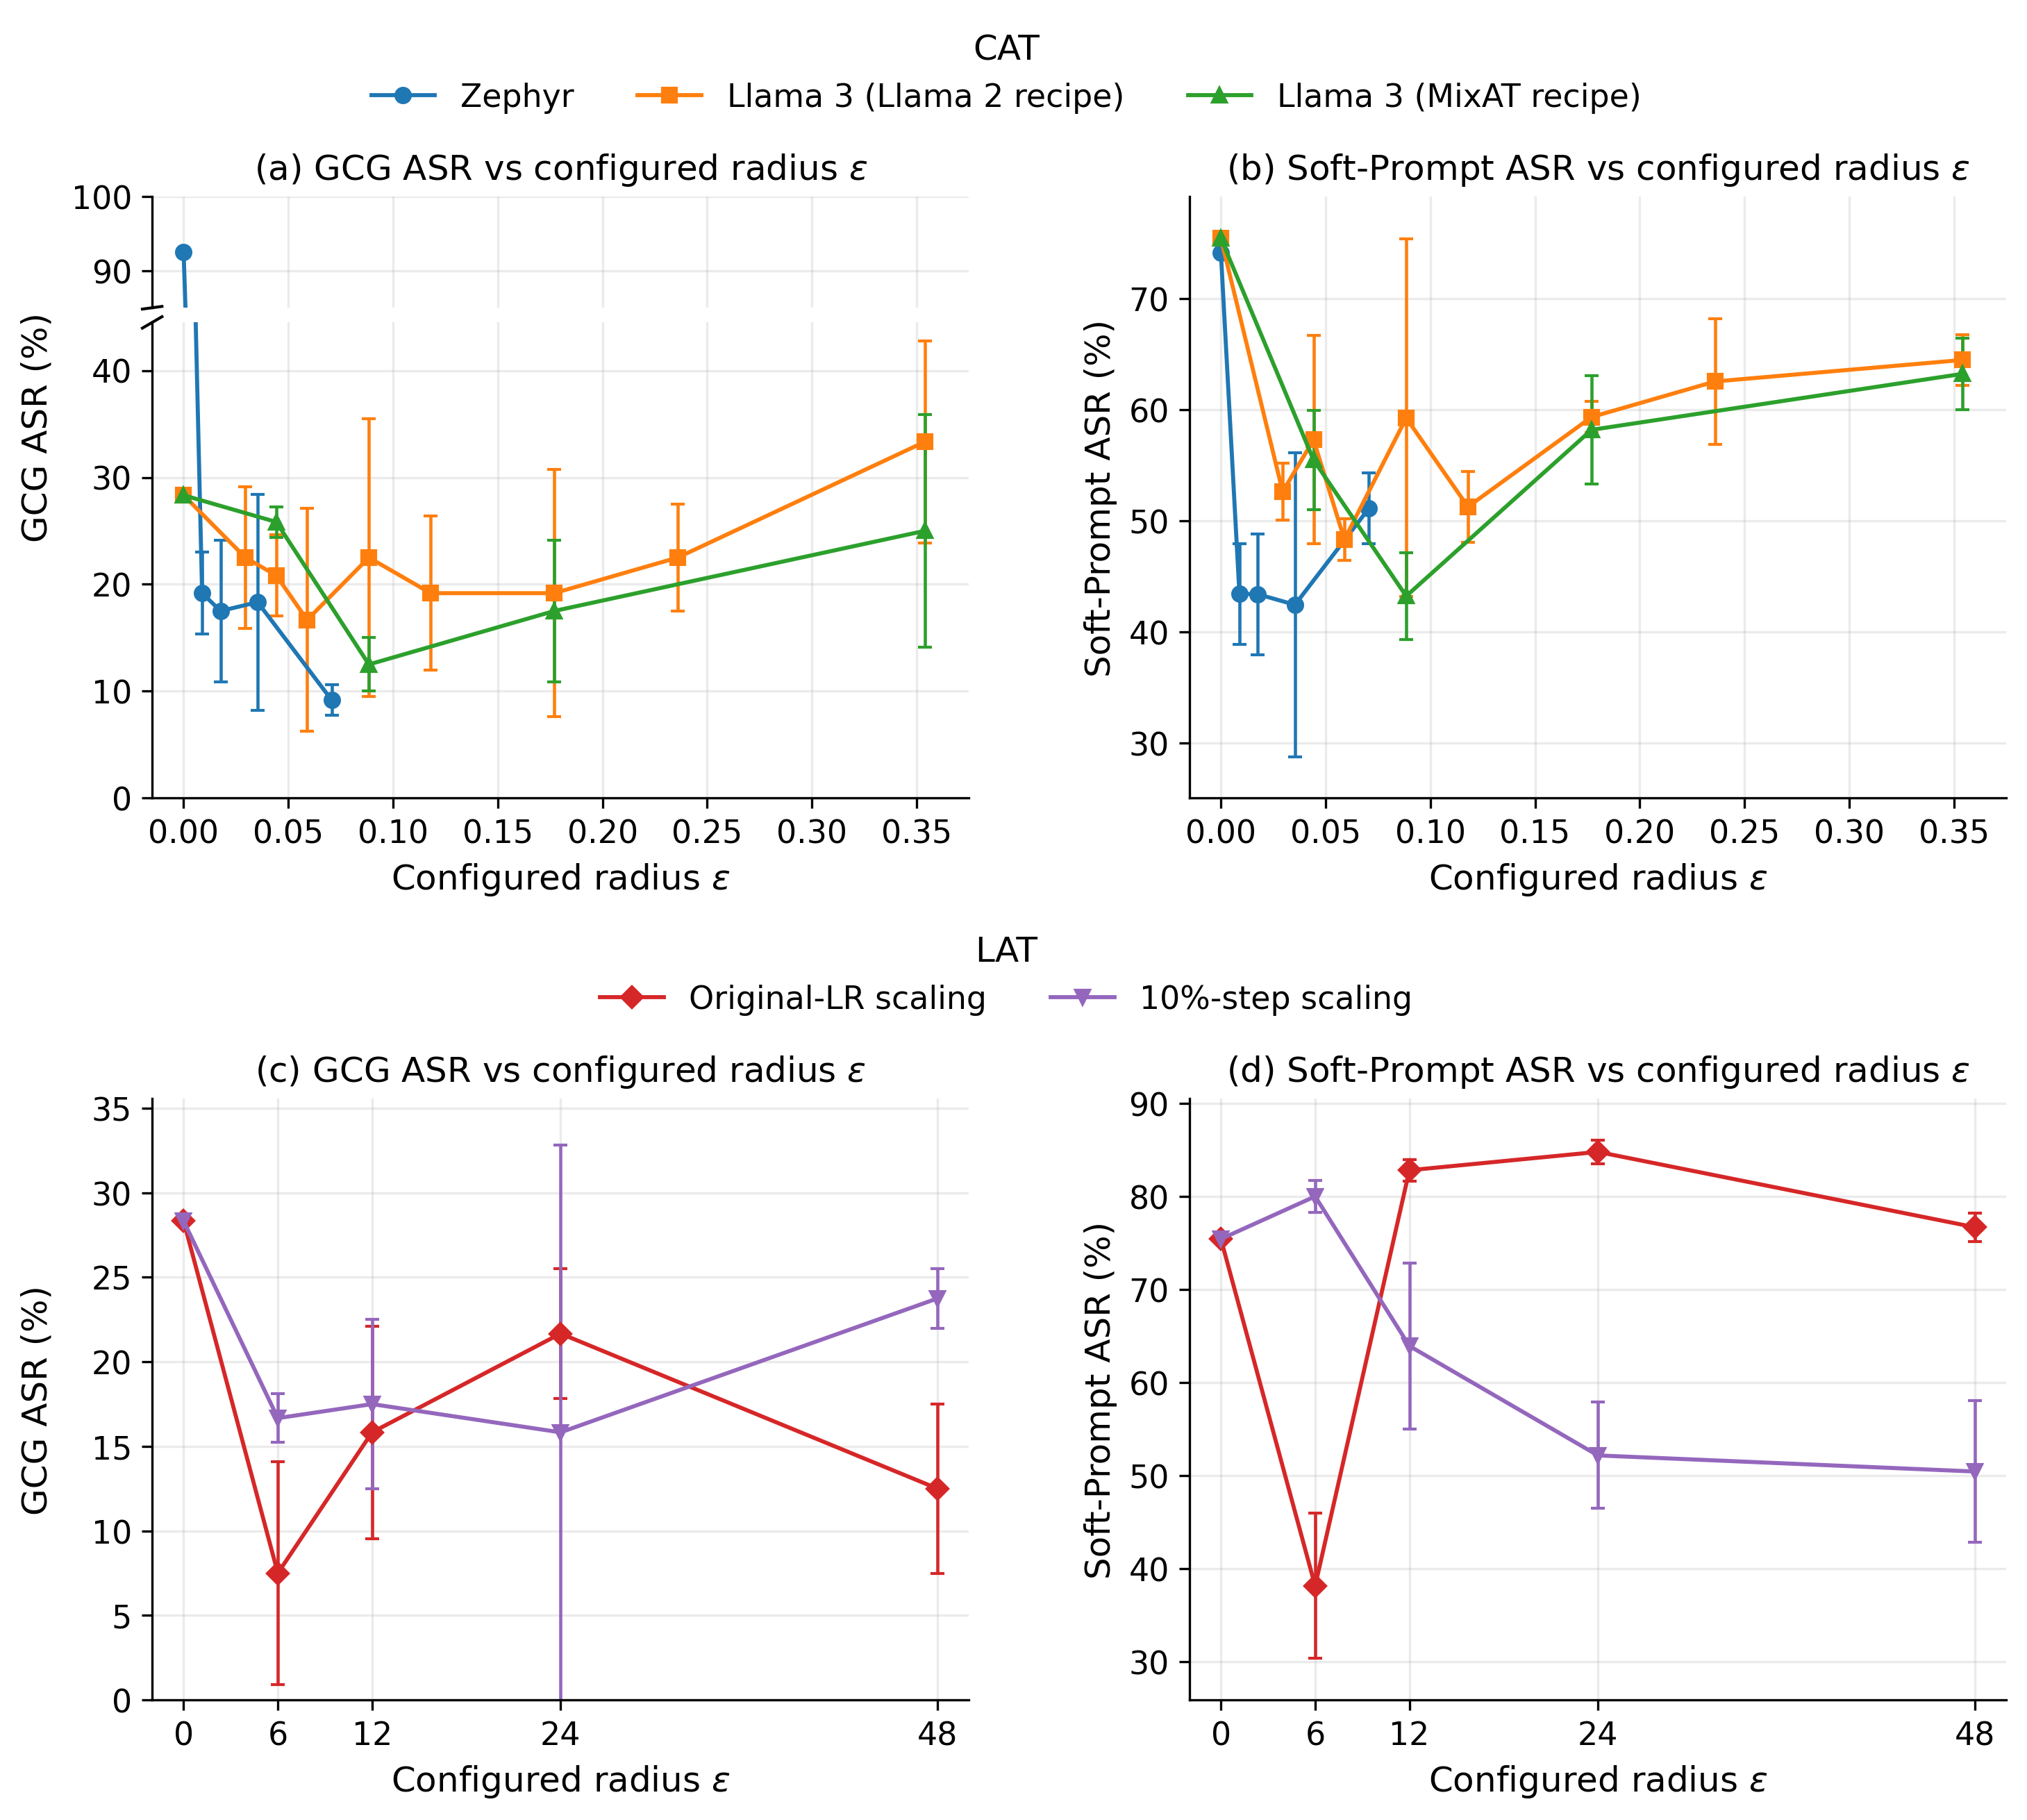 CAT
Zephyr Llama 3 (Llama 2 recipe) Llama 3 (MixAT recipe)
(a) GCG ASR vs configured radius ε
GCG ASR (%)
100
90
40
30
20
10
0
0.00 0.05 0.10 0.15 0.20 0.25 0.30 0.35
Configured radius ε
(b) Soft-Prompt ASR vs configured radius ε
Soft-Prompt ASR (%)
70
60
50
40
30
0.00 0.05 0.10 0.15 0.20 0.25 0.30 0.35
Configured radius ε
LAT
Original-LR scaling 10%-step scaling
(c) GCG ASR vs configured radius ε
GCG ASR (%)
35
30
25
20
15
10
5
0
0 6 12 24 48
Configured radius ε
(d) Soft-Prompt ASR vs configured radius ε
Soft-Prompt ASR (%)
90
80
70
60
50
40
30
0 6 12 24 48
Configured radius ε